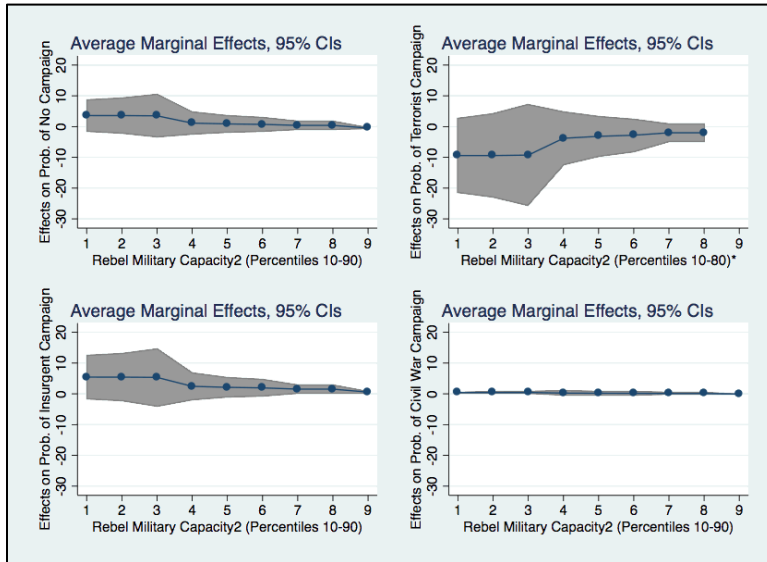 Average Marginal Effects, 95% CIs
Effects on Prob. of No Campaign
20
10
0
-10
-20
-30
1 2 3 4 5 6 7 8 9
Rebel Military Capacity2 (Percentiles 10-90)
Average Marginal Effects, 95% CIs
Effects on Prob. of Terrorist Campaign
20
10
0
-10
-20
-30
1 2 3 4 5 6 7 8 9
Rebel Military Capacity2 (Percentiles 10-80)*
Average Marginal Effects, 95% CIs
Effects on Prob. of Insurgent Campaign
20
10
0
-10
-20
-30
1 2 3 4 5 6 7 8 9
Rebel Military Capacity2 (Percentiles 10-90)
Average Marginal Effects, 95% CIs
Effects on Prob. of Civil War Campaign
20
10
0
-10
-20
-30
1 2 3 4 5 6 7 8 9
Rebel Military Capacity2 (Percentiles 10-90)